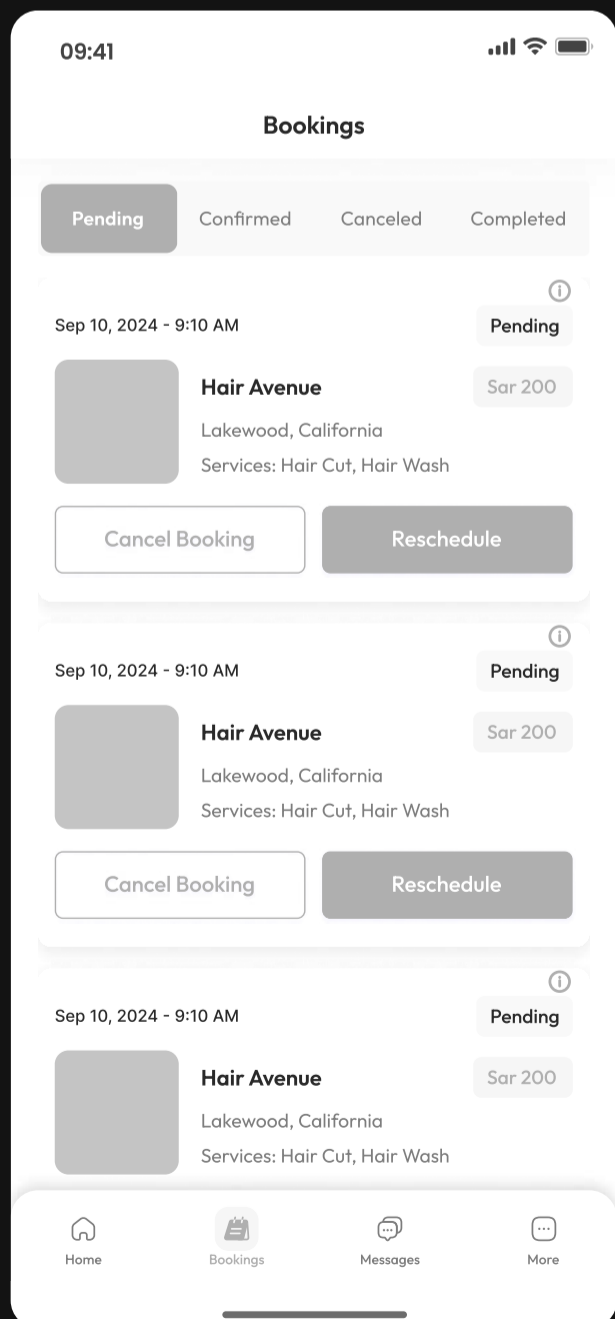 09:41
Bookings
Pending
Confirmed
Canceled
Completed
Sep 10, 2024 - 9:10 AM
Pending
Hair Avenue
Sar 200
Lakewood, California
Services: Hair Cut, Hair Wash
Cancel Booking
Reschedule
Sep 10, 2024 - 9:10 AM
Pending
Hair Avenue
Sar 200
Lakewood, California
Services: Hair Cut, Hair Wash
Cancel Booking
Reschedule
Sep 10, 2024 - 9:10 AM
Pending
Hair Avenue
Sar 200
Lakewood, California
Services: Hair Cut, Hair Wash
Home
Bookings
Messages
More